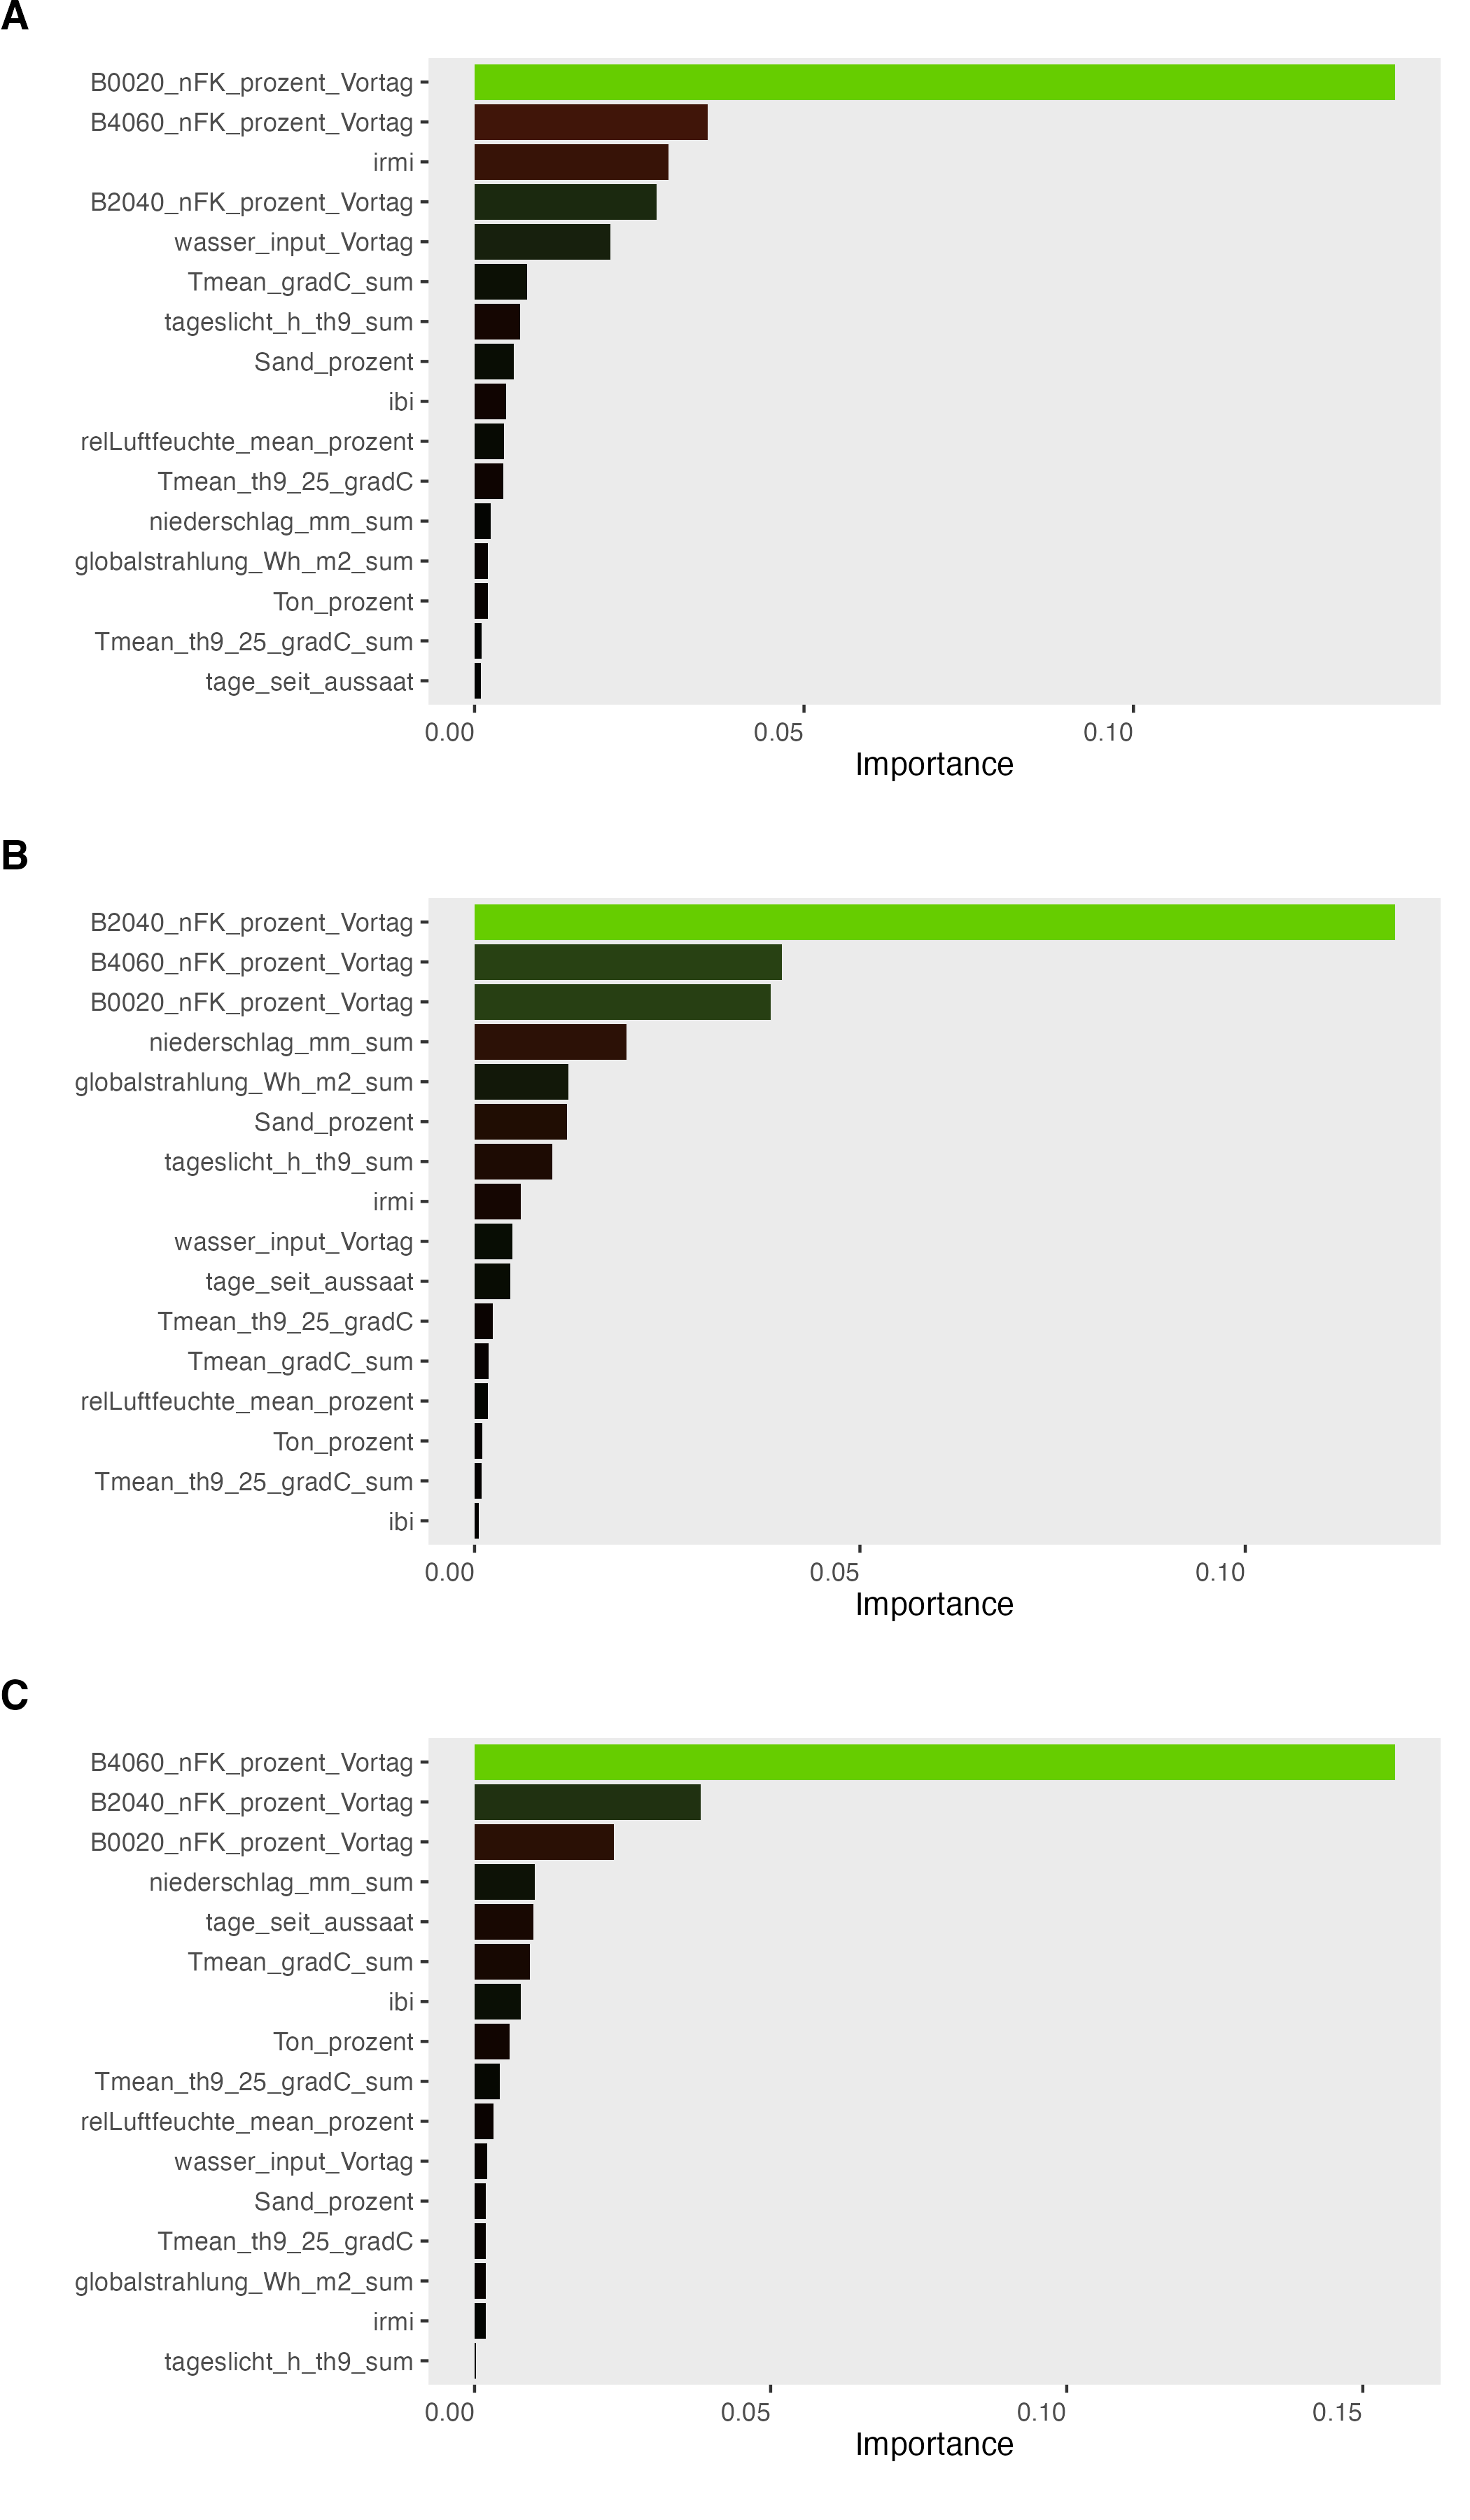 A
B0020_nFK_prozent_Vortag
B4060_nFK_prozent_Vortag
irmi
B2040_nFK_prozent_Vortag
wasser_input_Vortag
Tmean_gradC_sum
tageslicht_h_th9_sum
Sand_prozent
ibi
relLuftfeuchte_mean_prozent
Tmean_th9_25_gradC
niederschlag_mm_sum
globalstrahlung_Wh_m2_sum
Ton_prozent
Tmean_th9_25_gradC_sum
tage_seit_aussaat
0.00 0.05 0.10
Importance
B
B2040_nFK_prozent_Vortag
B4060_nFK_prozent_Vortag
B0020_nFK_prozent_Vortag
niederschlag_mm_sum
globalstrahlung_Wh_m2_sum
Sand_prozent
tageslicht_h_th9_sum
irmi
wasser_input_Vortag
tage_seit_aussaat
Tmean_th9_25_gradC
Tmean_gradC_sum
relLuftfeuchte_mean_prozent
Ton_prozent
Tmean_th9_25_gradC_sum
ibi
0.00 0.05 0.10
Importance
C
B4060_nFK_prozent_Vortag
B2040_nFK_prozent_Vortag
B0020_nFK_prozent_Vortag
niederschlag_mm_sum
tage_seit_aussaat
Tmean_gradC_sum
ibi
Ton_prozent
Tmean_th9_25_gradC_sum
relLuftfeuchte_mean_prozent
wasser_input_Vortag
Sand_prozent
Tmean_th9_25_gradC
globalstrahlung_Wh_m2_sum
irmi
tageslicht_h_th9_sum
0.00 0.05 0.10 0.15
Importance